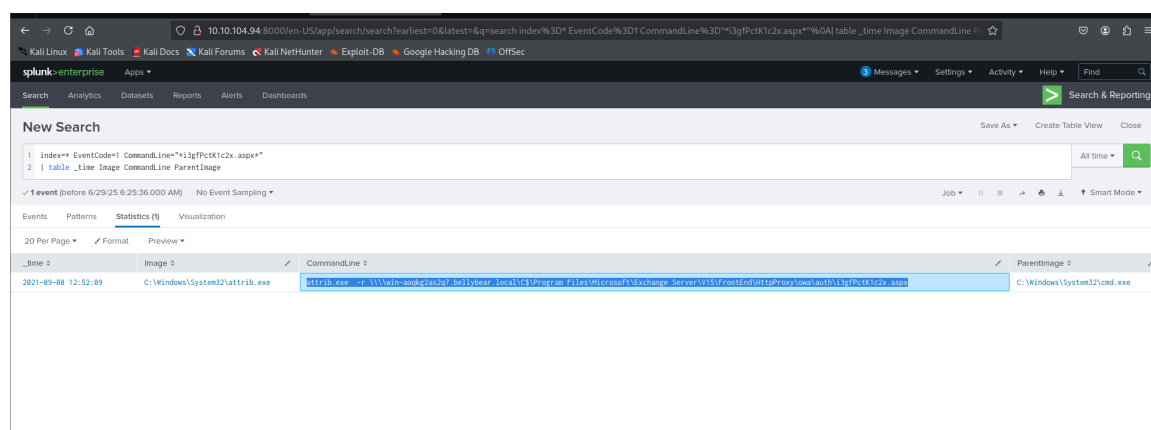 10.10.104.94:8000/en-US/app/search/search?earliest=0&latest=&q=search index%3D* EventCode%3D1 CommandLine%3D"*i3gfPctK1c2x.aspx*"%0A| table _time Image CommandLine P
Kali Linux Kali Tools Kali Docs Kali Forums Kali NetHunter Exploit-DB Google Hacking DB OffSec
splunk>enterprise Apps 3 Messages Settings Activity Help Find
Search Analytics Datasets Reports Alerts Dashboards Search & Reporting
New Search Save As Create Table View Close
1 index=* EventCode=1 CommandLine="*i3gfPctK1c2x.aspx*" All time
2 | table _time Image CommandLine ParentImage
✓ 1 event (before 6/29/25 6:25:36.000 AM) No Event Sampling Job Smart Mode
Events Patterns Statistics (1) Visualization
20 Per Page Format Preview
_time Image CommandLine ParentImage
2021-09-08 12:52:09 C:\Windows\System32\attrib.exe attrib.exe -r \\\\win-aoqkg2as2q7.bellybear.local\C$\Program Files\Microsoft\Exchange Server\V15\FrontEnd\HttpProxy\owa\auth\i3gfPctK1c2x.aspx C:\Windows\System32\cmd.exe